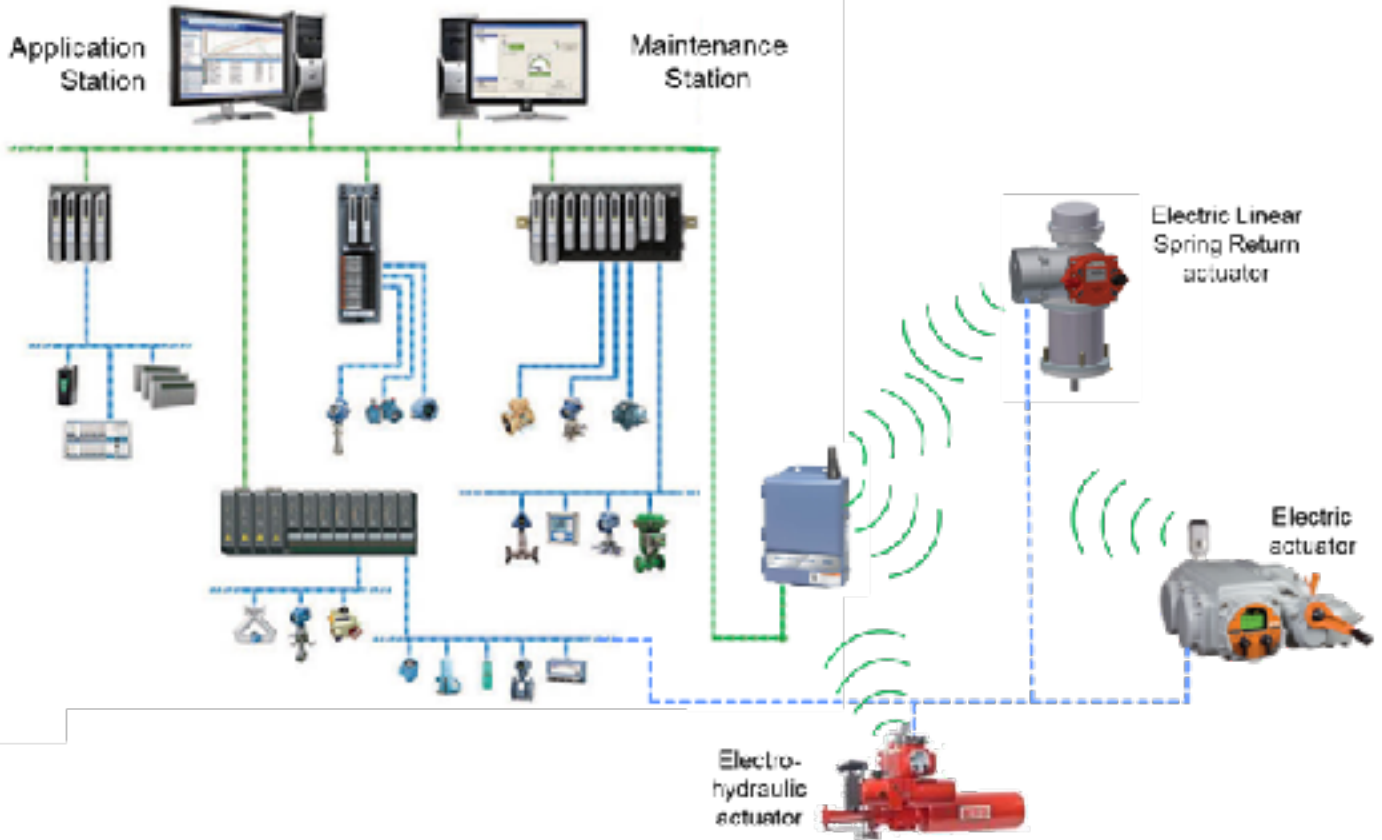 Application
Station
Maintenance
Station
Electric Linear
Spring Return
actuator
Electric
actuator
Electro-
hydraulic
actuator